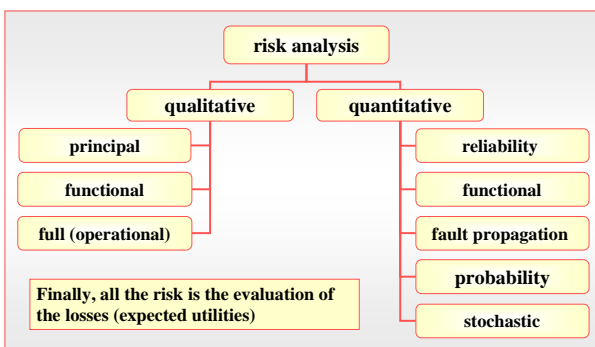 risk analysis
qualitative
quantitative
principal
functional
full (operational)
reliability
functional
fault propagation
probability
stochastic
Finally, all the risk is the evaluation of
the losses (expected utilities)